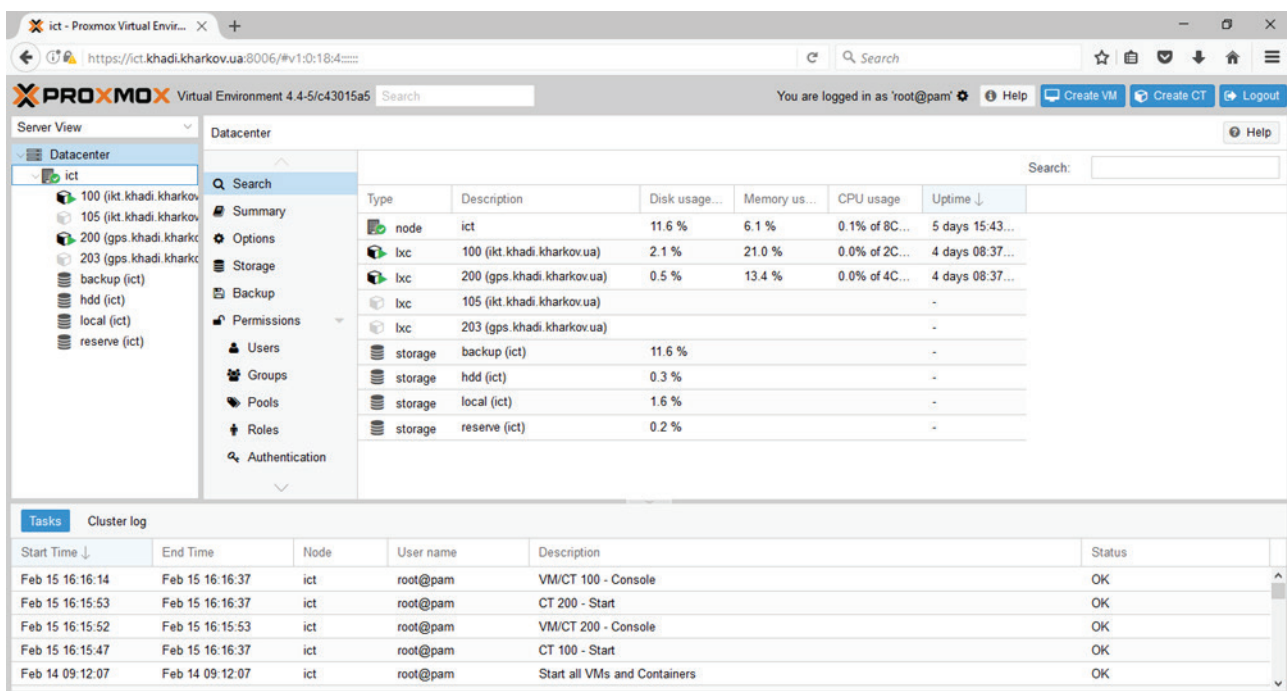 ict - Proxmox Virtual Envir...
https://ict.khadi.kharkov.ua:8006/#v1:0:18:4::::::
Search
PROXMOX Virtual Environment 4.4-5/c43015a5 Search You are logged in as 'root@pam' Help Create VM Create CT Logout
Server View
Datacenter
ict
100 (ikt.khadi.kharkov
105 (ikt.khadi.kharkov
200 (gps.khadi.kharko
203 (gps.khadi.kharko
backup (ict)
hdd (ict)
local (ict)
reserve (ict)
Datacenter Help
Search
Summary
Options
Storage
Backup
Permissions
Users
Groups
Pools
Roles
Authentication
Search:
Type Description Disk usage... Memory us... CPU usage Uptime ↓
node ict 11.6 % 6.1 % 0.1% of 8C... 5 days 15:43...
lxc 100 (ikt.khadi.kharkov.ua) 2.1 % 21.0 % 0.0% of 2C... 4 days 08:37...
lxc 200 (gps.khadi.kharkov.ua) 0.5 % 13.4 % 0.0% of 4C... 4 days 08:37...
lxc 105 (ikt.khadi.kharkov.ua) -
lxc 203 (gps.khadi.kharkov.ua) -
storage backup (ict) 11.6 % -
storage hdd (ict) 0.3 % -
storage local (ict) 1.6 % -
storage reserve (ict) 0.2 % -
Tasks Cluster log
Start Time ↓ End Time Node User name Description Status
Feb 15 16:16:14 Feb 15 16:16:37 ict root@pam VM/CT 100 - Console OK
Feb 15 16:15:53 Feb 15 16:16:37 ict root@pam CT 200 - Start OK
Feb 15 16:15:52 Feb 15 16:15:53 ict root@pam VM/CT 200 - Console OK
Feb 15 16:15:47 Feb 15 16:16:37 ict root@pam CT 100 - Start OK
Feb 14 09:12:07 Feb 14 09:12:07 ict root@pam Start all VMs and Containers OK